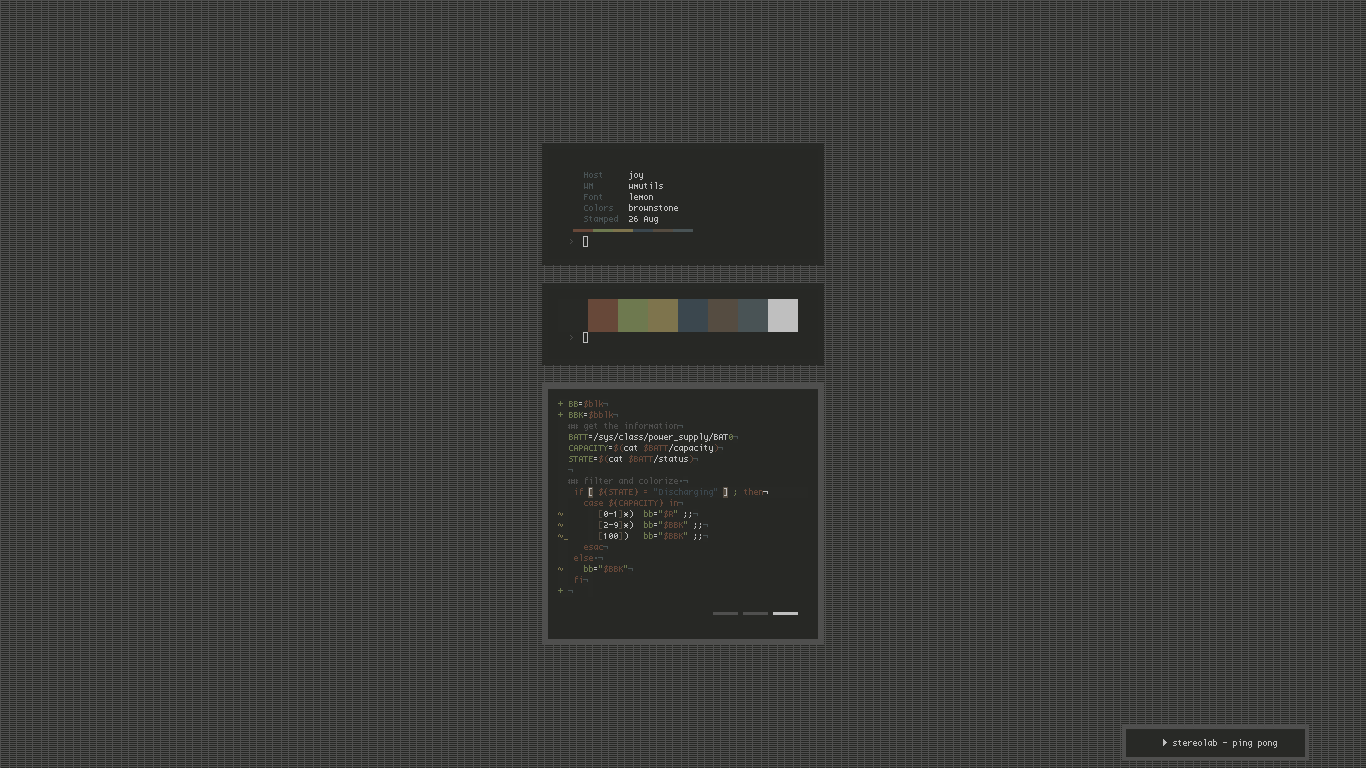 Host joy
WM wmutils
Font lemon
Colors brownstone
Stamped 26 Aug
>
>
+ BB=$blk¬
+ BBK=$bblk¬
## get the information¬
BATT=/sys/class/power_supply/BAT0¬
CAPACITY=$(cat $BATT/capacity)¬
STATE=$(cat $BATT/status)¬
¬
## filter and colorize·¬
if [ ${STATE} = "Discharging" ] ; then¬
case ${CAPACITY} in¬
~ [0-1]*) bb="$R" ;;¬
~ [2-9]*) bb="$BBK" ;;¬
~_ [100]) bb="$BBK" ;;¬
esac¬
else·¬
~ bb="$BBK"¬
fi¬
+ ¬
stereolab - ping pong